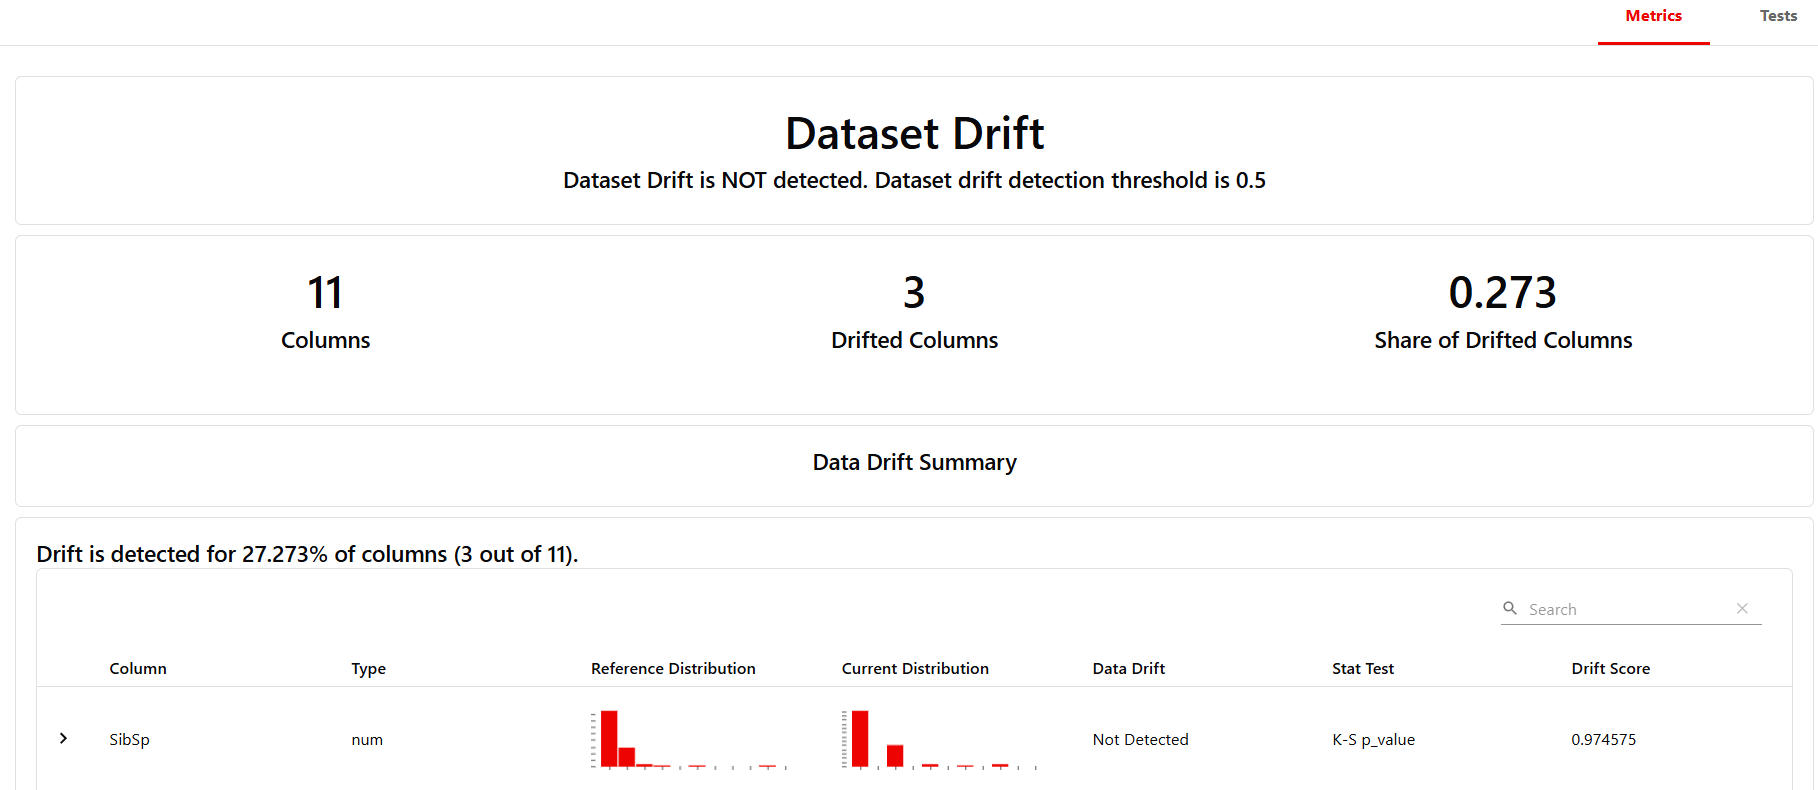 Metrics Tests
Dataset Drift
Dataset Drift is NOT detected. Dataset drift detection threshold is 0.5
11 3 0.273
Columns Drifted Columns Share of Drifted Columns
Data Drift Summary
Drift is detected for 27.273% of columns (3 out of 11).
Search
Column Type Reference Distribution Current Distribution Data Drift Stat Test Drift Score
SibSp num Not Detected K-S p_value 0.974575